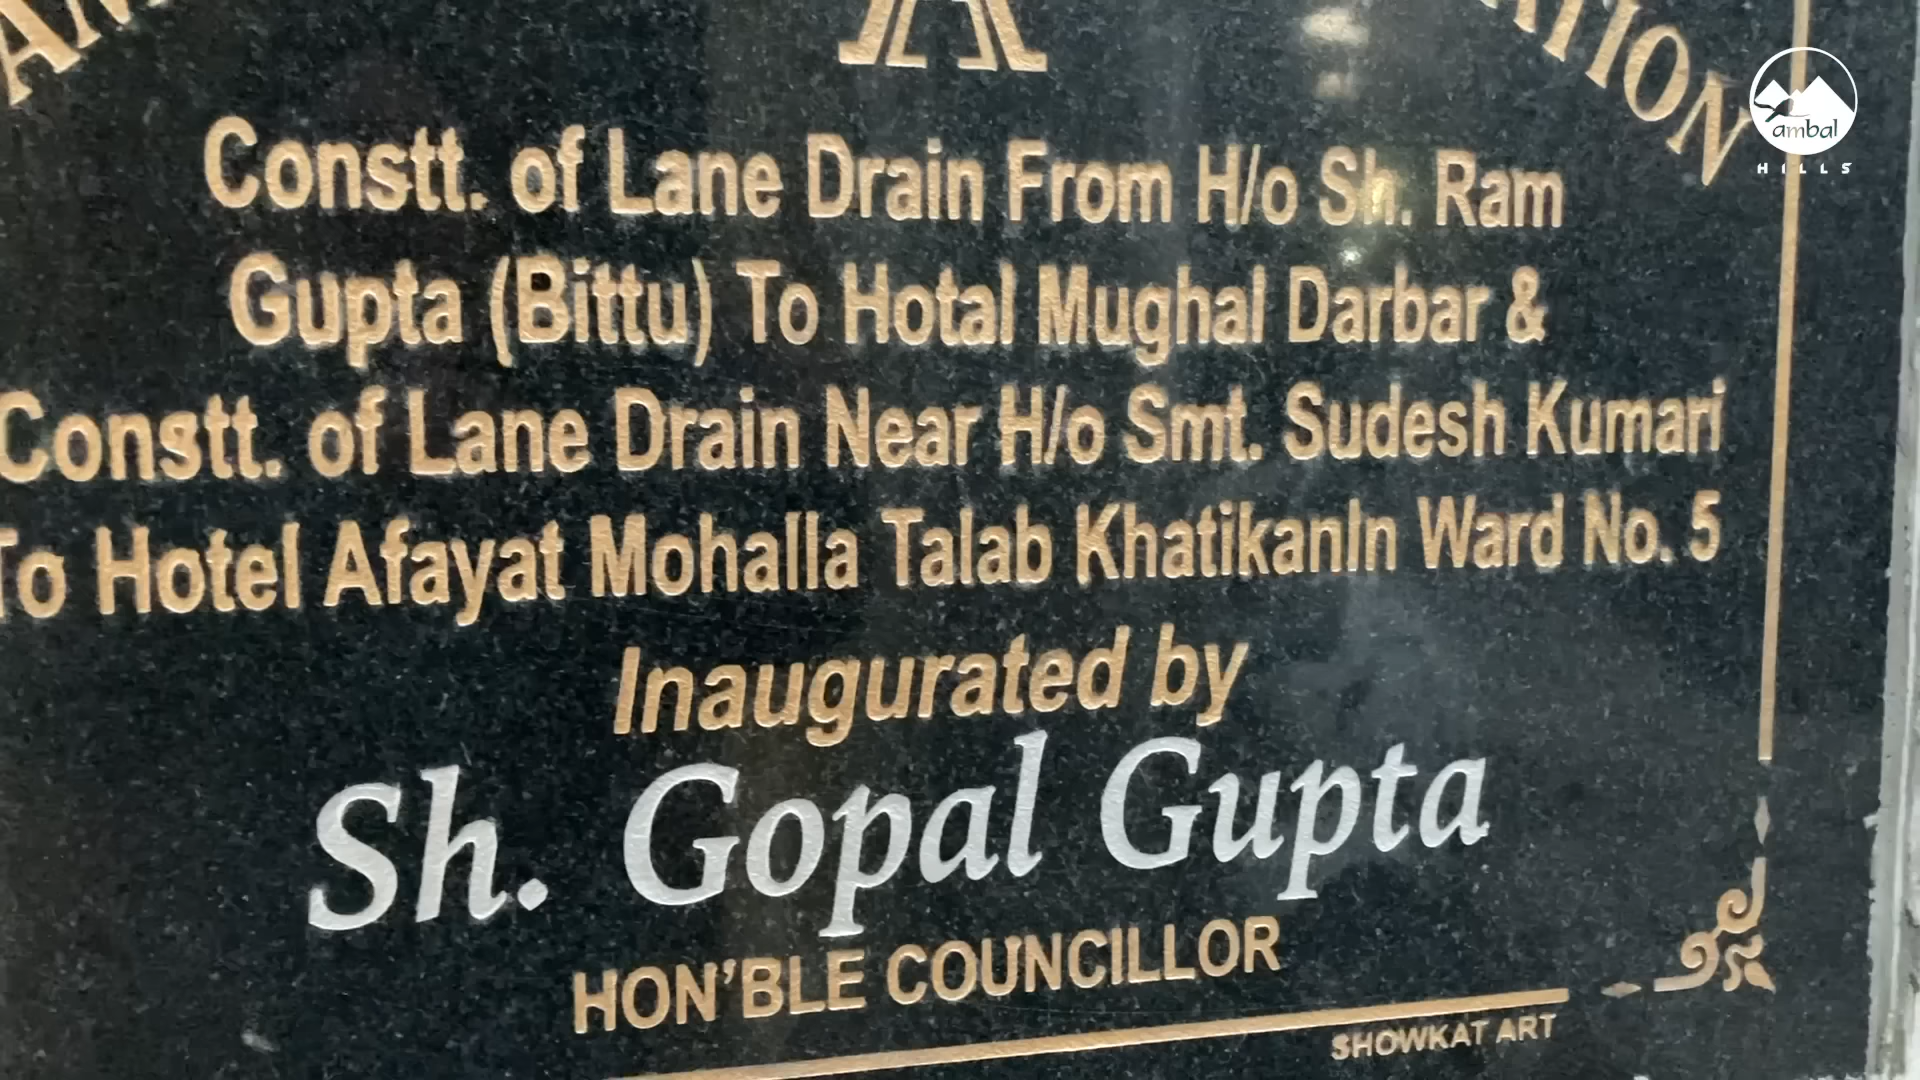 Constt. of Lane Drain From H/o Sh. Ram
Gupta (Bittu) To Hotal Mughal Darbar &
Constt. of Lane Drain Near H/o Smt. Sudesh Kumari
To Hotel Afayat Mohalla Talab KhatikanIn Ward No. 5
Inaugurated by
Sh. Gopal Gupta
HON'BLE COUNCILLOR
SHOWKAT ART
ambal
HILLS